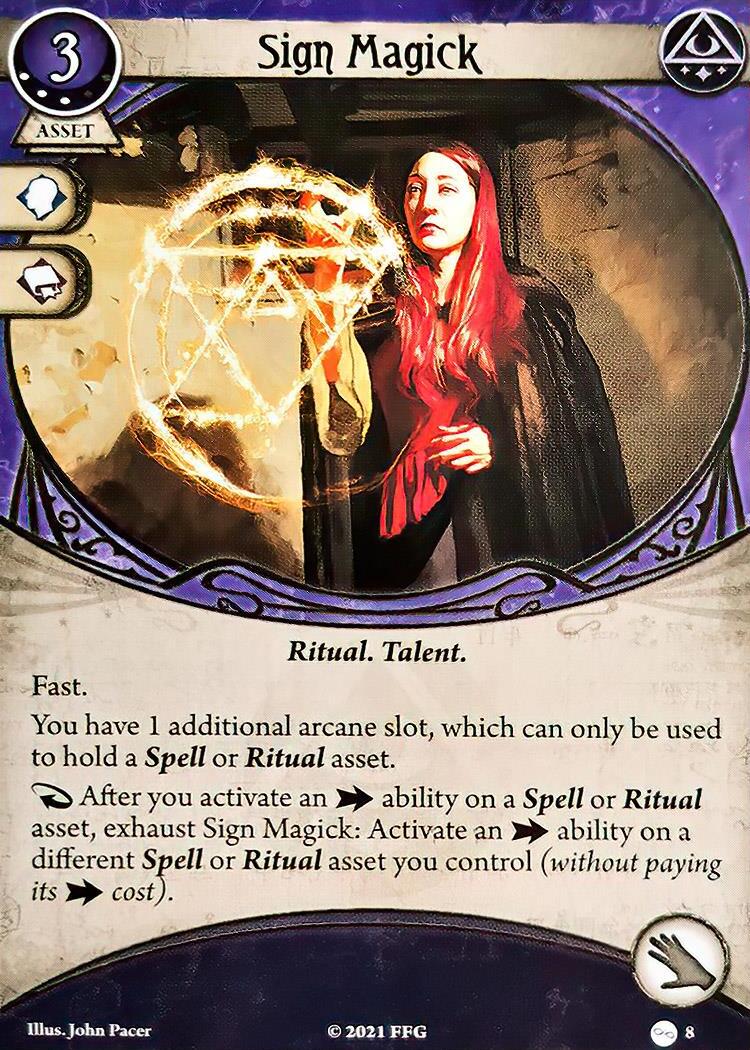 3
Sign Magick
ASSET
Ritual. Talent.
Fast.
You have 1 additional arcane slot, which can only be used
to hold a Spell or Ritual asset.
After you activate an ability on a Spell or Ritual
asset, exhaust Sign Magick: Activate an ability on a
different Spell or Ritual asset you control (without paying
its cost).
Illus. John Pacer
© 2021 FFG
8